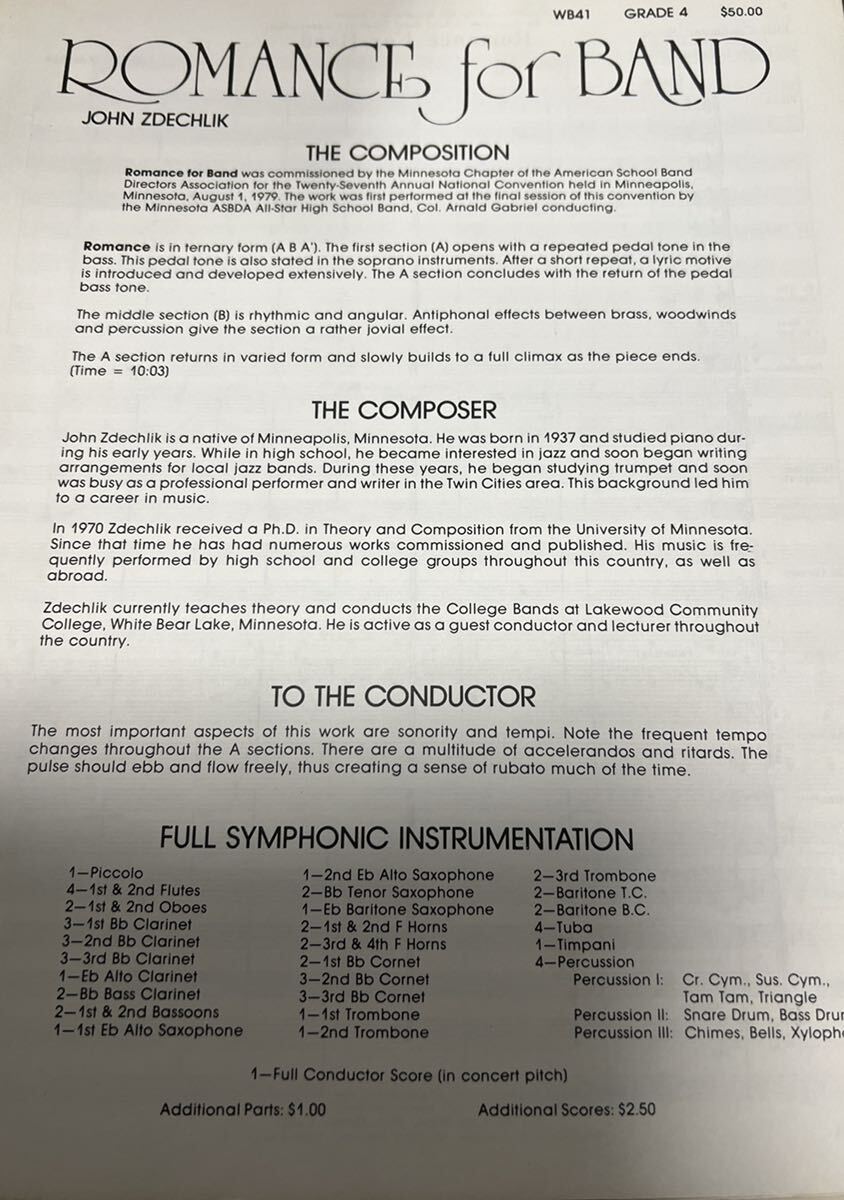 WB41 GRADE 4 $50.00
ROMANCE for BAND
JOHN ZDECHLIK
THE COMPOSITION
Romance for Band was commissioned by the Minnesota Chapter of the American School Band
Directors Association for the Twenty-Seventh Annual National Convention held in Minneapolis,
Minnesota, August 1, 1979. The work was first performed at the final session of this convention by
the Minnesota ASBDA All-Star High School Band, Col. Arnald Gabriel conducting.
Romance is in ternary form (A B A'). The first section (A) opens with a repeated pedal tone in the
bass. This pedal tone is also stated in the soprano instruments. After a short repeat, a lyric motive
is introduced and developed extensively. The A section concludes with the return of the pedal
bass tone.
The middle section (B) is rhythmic and angular. Antiphonal effects between brass, woodwinds
and percussion give the section a rather jovial effect.
The A section returns in varied form and slowly builds to a full climax as the piece ends.
(Time = 10:03)
THE COMPOSER
John Zdechlik is a native of Minneapolis, Minnesota. He was born in 1937 and studied piano dur-
ing his early years. While in high school, he became interested in jazz and soon began writing
arrangements for local jazz bands. During these years, he began studying trumpet and soon
was busy as a professional performer and writer in the Twin Cities area. This background led him
to a career in music.
In 1970 Zdechlik received a Ph.D. in Theory and Composition from the University of Minnesota.
Since that time he has had numerous works commissioned and published. His music is fre-
quently performed by high school and college groups throughout this country, as well as
abroad.
Zdechlik currently teaches theory and conducts the College Bands at Lakewood Community
College, White Bear Lake, Minnesota. He is active as a guest conductor and lecturer throughout
the country.
TO THE CONDUCTOR
The most important aspects of this work are sonority and tempi. Note the frequent tempo
changes throughout the A sections. There are a multitude of accelerandos and ritards. The
pulse should ebb and flow freely, thus creating a sense of rubato much of the time.
FULL SYMPHONIC INSTRUMENTATION
1—Piccolo
4—1st & 2nd Flutes
2—1st & 2nd Oboes
3—1st Bb Clarinet
3—2nd Bb Clarinet
3—3rd Bb Clarinet
1—Eb Alto Clarinet
2—Bb Bass Clarinet
2—1st & 2nd Bassoons
1—1st Eb Alto Saxophone
1—2nd Eb Alto Saxophone
2—Bb Tenor Saxophone
1—Eb Baritone Saxophone
2—1st & 2nd F Horns
2—3rd & 4th F Horns
2—1st Bb Cornet
3—2nd Bb Cornet
3—3rd Bb Cornet
1—1st Trombone
1—2nd Trombone
2—3rd Trombone
2—Baritone T.C.
2—Baritone B.C.
4—Tuba
1—Timpani
4—Percussion
Percussion I: Cr. Cym., Sus. Cym.,
Tam Tam, Triangle
Percussion II: Snare Drum, Bass Dru
Percussion III: Chimes, Bells, Xyloph
1—Full Conductor Score (in concert pitch)
Additional Parts: $1.00 Additional Scores: $2.50